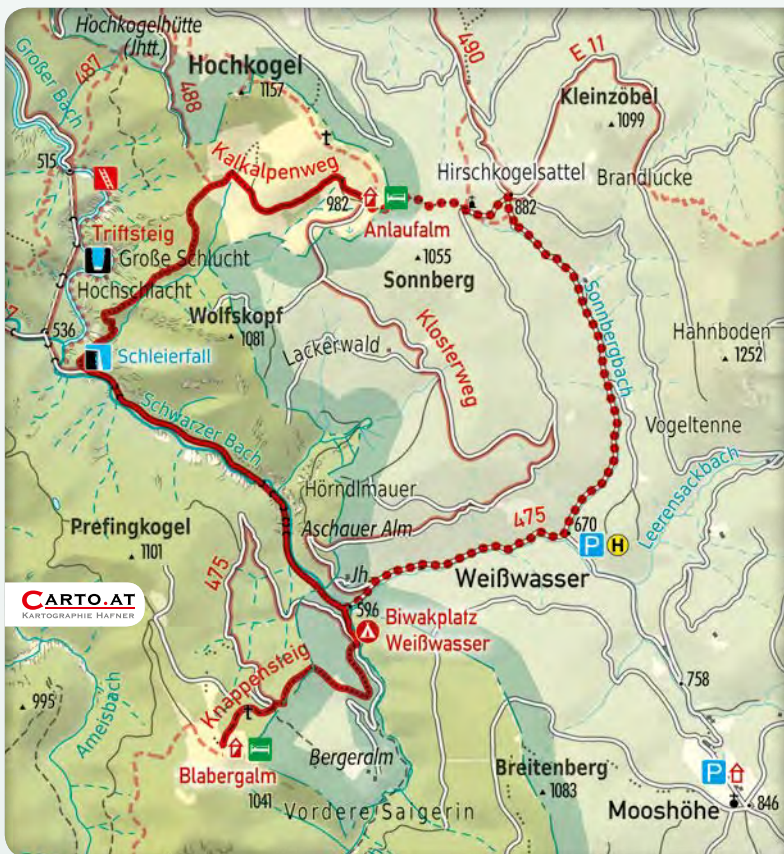 Hochkogelhütte
(Jhtt.)
Großer Bach
487
488
490
E 11
Hochkogel
1157
Kleinzöbel
1099
515
Kalkalpenweg
Hirschkogelsattel
Brandlucke
982
882
Triftsteig
Anlaufalm
Große Schlucht
1055
Sonnberg
Hochschlacht
Sonnbergbach
Wolfskopf
1081
536
Lackerwald
Klosterweg
Hahnboden
1252
Schleierfall
Schwarzer Bach
Vogeltenne
Leerensackbach
Hörndlmauer
Prefingkogel
1101
Aschauer Alm
475
670
P
H
475
Jh.
Weißwasser
CARTO.AT
KARTOGRAPHIE HAFNER
596
Biwakplatz
Weißwasser
Knappensteig
995
Ameisbach
758
Bergeralm
Breitenberg
1083
Blabergalm
1041
Vordere Saigerin
P
Mooshöhe
846